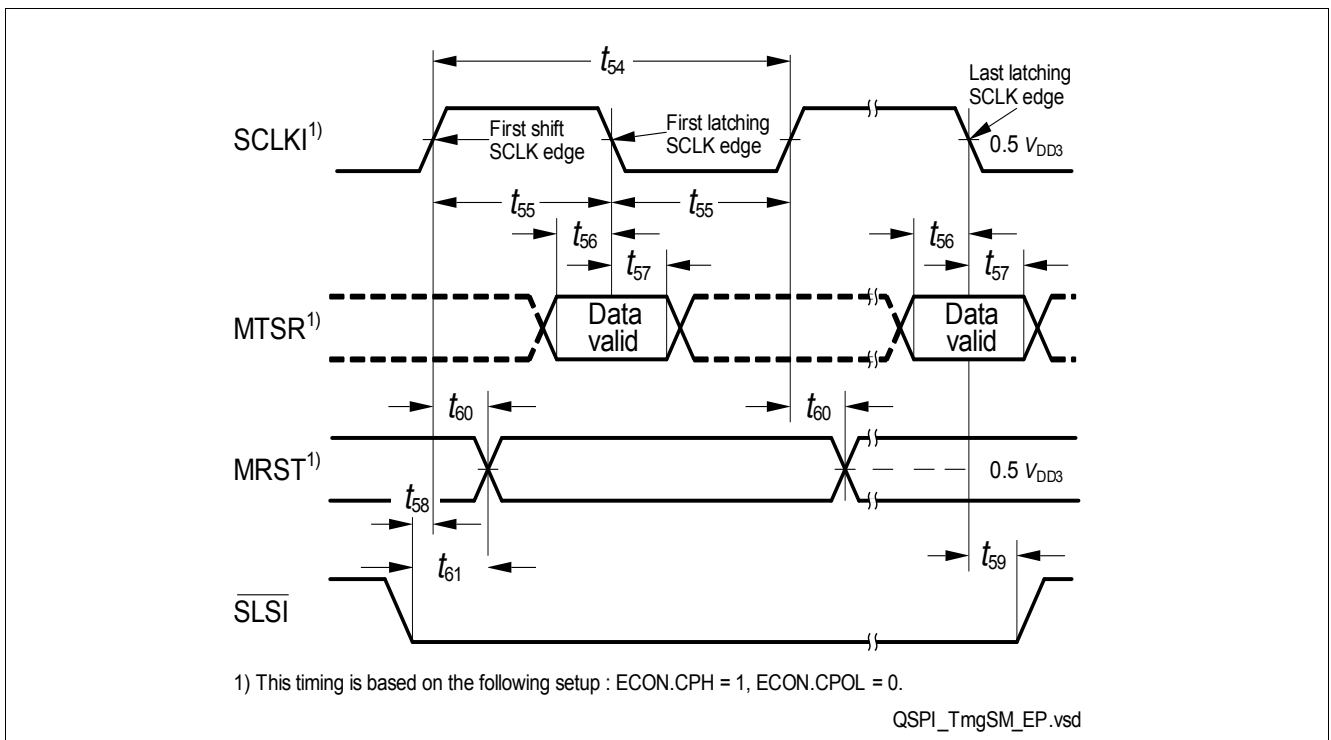 t54
Last latching
SCLK edge
SCLKI1)
First shift
SCLK edge
First latching
SCLK edge
0.5 VDD3
t55
t55
t56
t57
t56
t57
MTSR1)
Data
valid
Data
valid
t60
t60
MRST1)
0.5 VDD3
t58
t61
t59
SLSI
1) This timing is based on the following setup : ECON.CPH = 1, ECON.CPOL = 0.
QSPI_TmgSM_EP.vsd